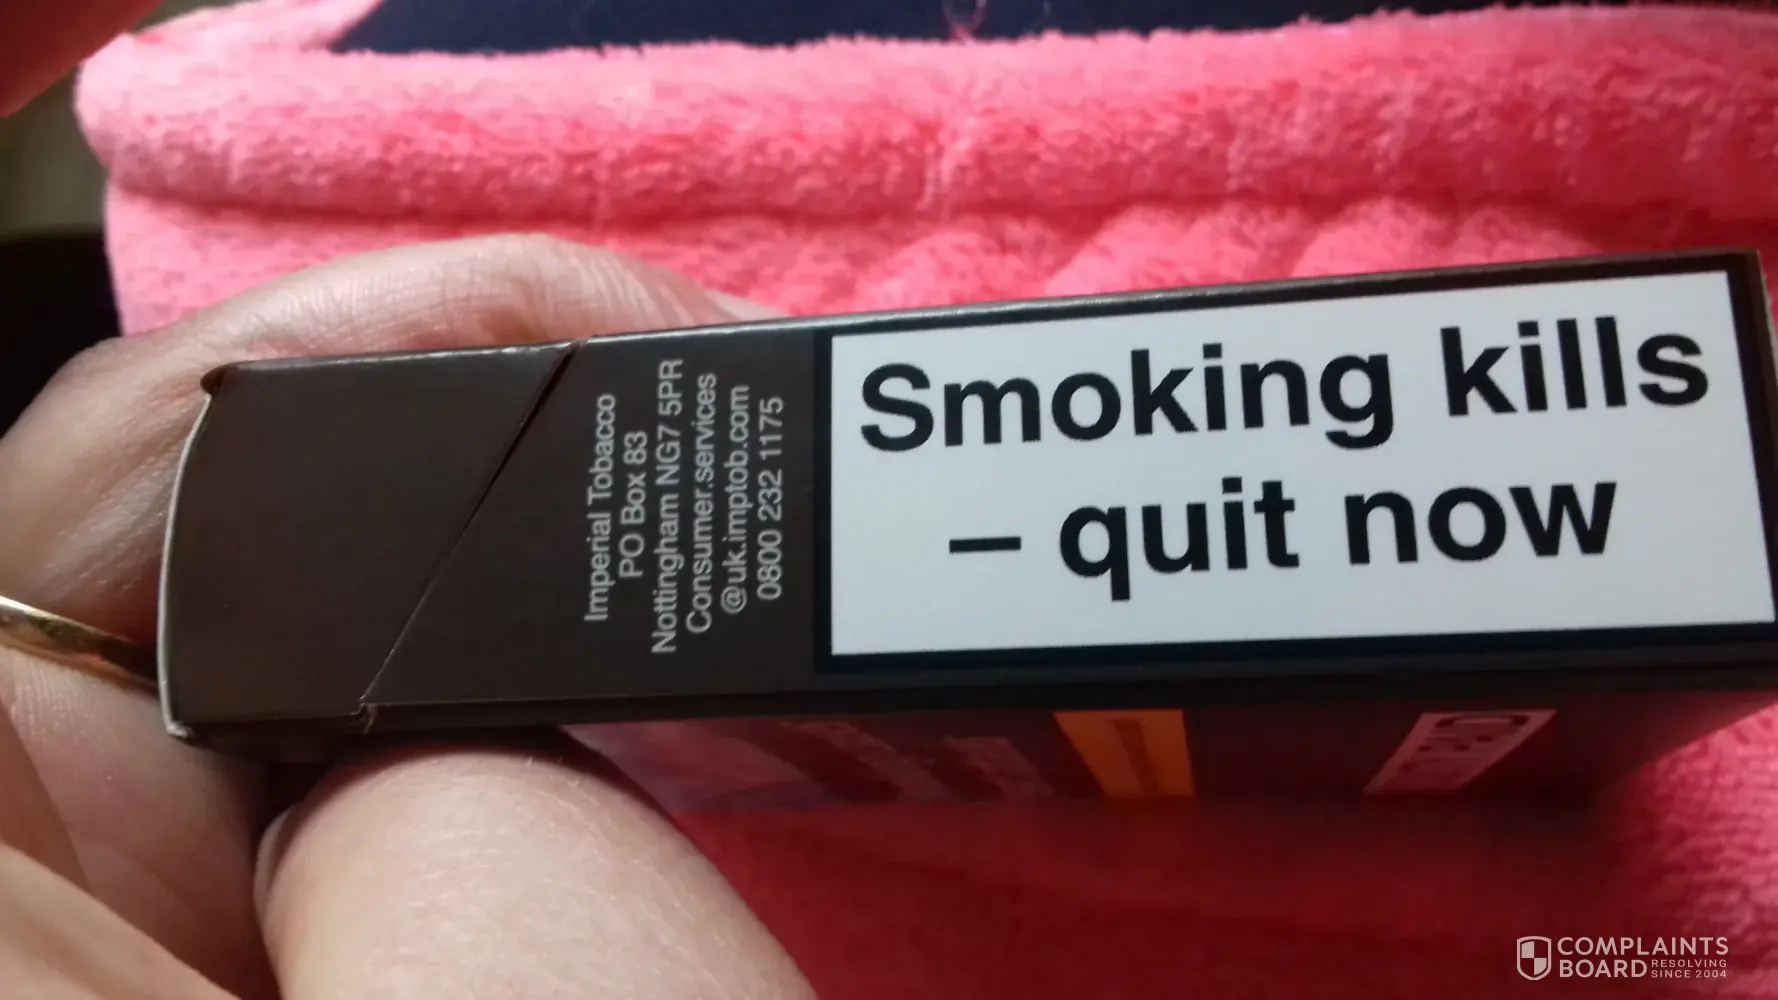 Imperial Tobacco
PO Box 83
Nottingham NG7 5PR
Consumer.services
@uk.imptob.com
0800 232 1175
Smoking kills
– quit now
COMPLAINTS
BOARD RESOLVING
SINCE 2004